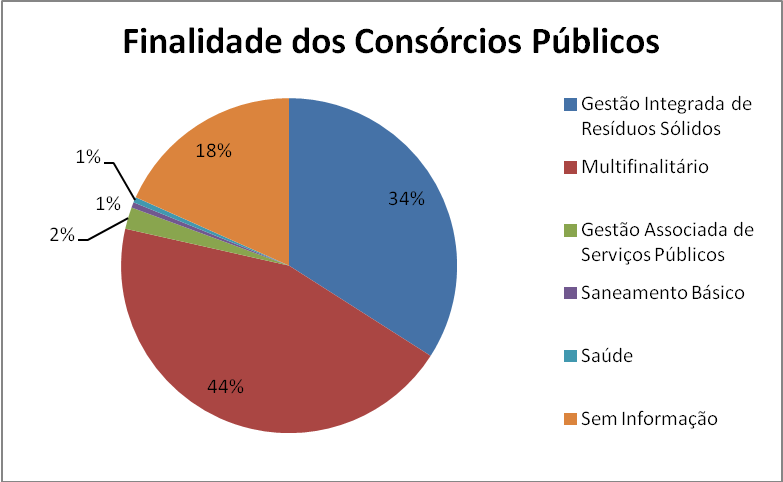 Finalidade dos Consórcios Públicos
34%
44%
2%
1%
1%
18%
Gestão Integrada de
Resíduos Sólidos
Multifinalitário
Gestão Associada de
Serviços Públicos
Saneamento Básico
Saúde
Sem Informação